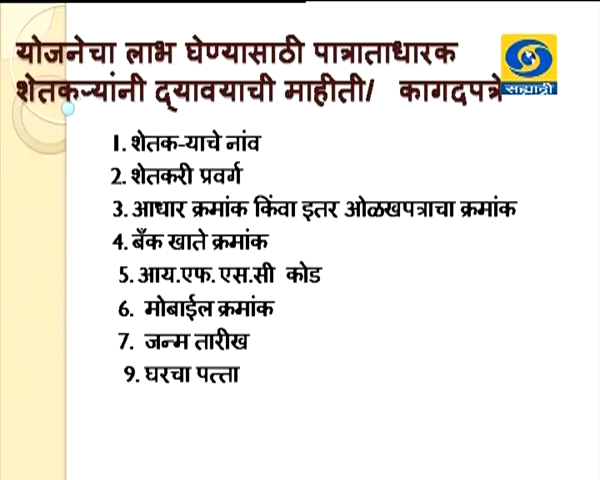 योजनेचा लाभ घेण्यासाठी पात्राताधारक
शेतकऱ्यांनी द्यावयाची माहीती/ कागदपत्रे
सह्याद्री
1. शेतक-याचे नांव
2. शेतकरी प्रवर्ग
3. आधार क्रमांक किंवा इतर ओळखपत्राचा क्रमांक
4. बँक खाते क्रमांक
5. आय.एफ. एस.सी कोड
6. मोबाईल क्रमांक
7. जन्म तारीख
9. घरचा पत्ता